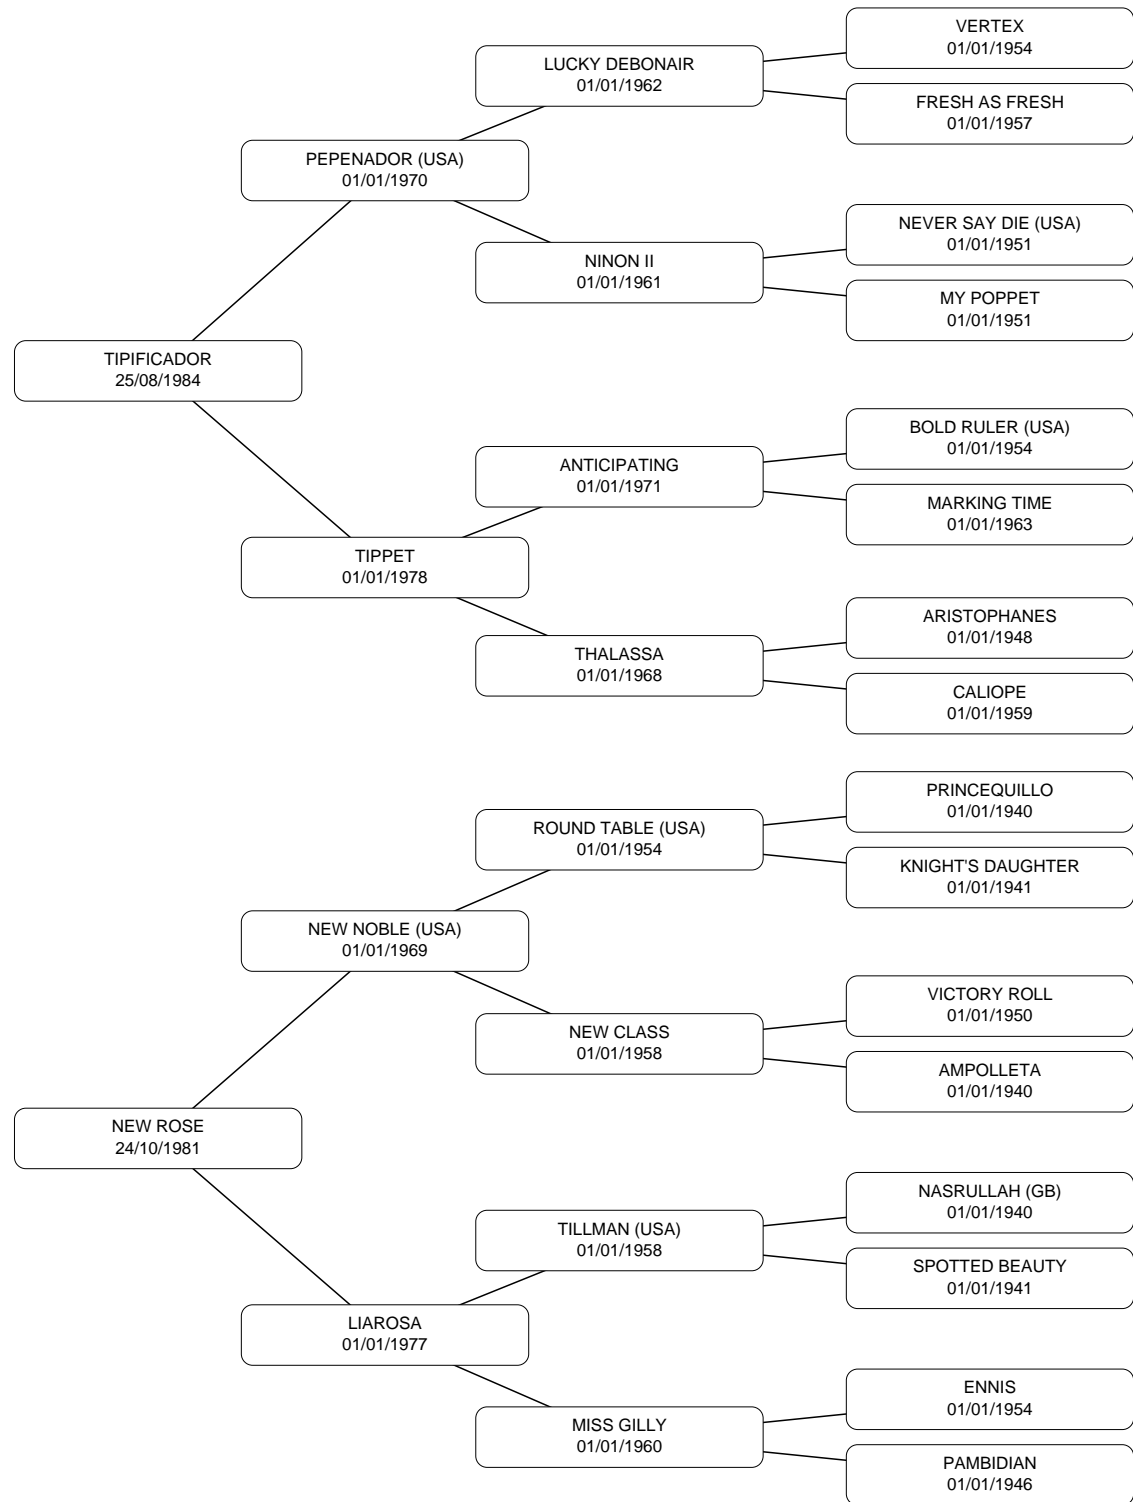 VERTEX
01/01/1954
LUCKY DEBONAIR
01/01/1962
FRESH AS FRESH
01/01/1957
PEPENADOR (USA)
01/01/1970
NEVER SAY DIE (USA)
01/01/1951
NINON II
01/01/1961
MY POPPET
01/01/1951
TIPIFICADOR
25/08/1984
BOLD RULER (USA)
01/01/1954
ANTICIPATING
01/01/1971
MARKING TIME
01/01/1963
TIPPET
01/01/1978
ARISTOPHANES
01/01/1948
THALASSA
01/01/1968
CALIOPE
01/01/1959
PRINCEQUILLO
01/01/1940
ROUND TABLE (USA)
01/01/1954
KNIGHT'S DAUGHTER
01/01/1941
NEW NOBLE (USA)
01/01/1969
VICTORY ROLL
01/01/1950
NEW CLASS
01/01/1958
AMPOLLETA
01/01/1940
NEW ROSE
24/10/1981
NASRULLAH (GB)
01/01/1940
TILLMAN (USA)
01/01/1958
SPOTTED BEAUTY
01/01/1941
LIAROSA
01/01/1977
ENNIS
01/01/1954
MISS GILLY
01/01/1960
PAMBIDIAN
01/01/1946